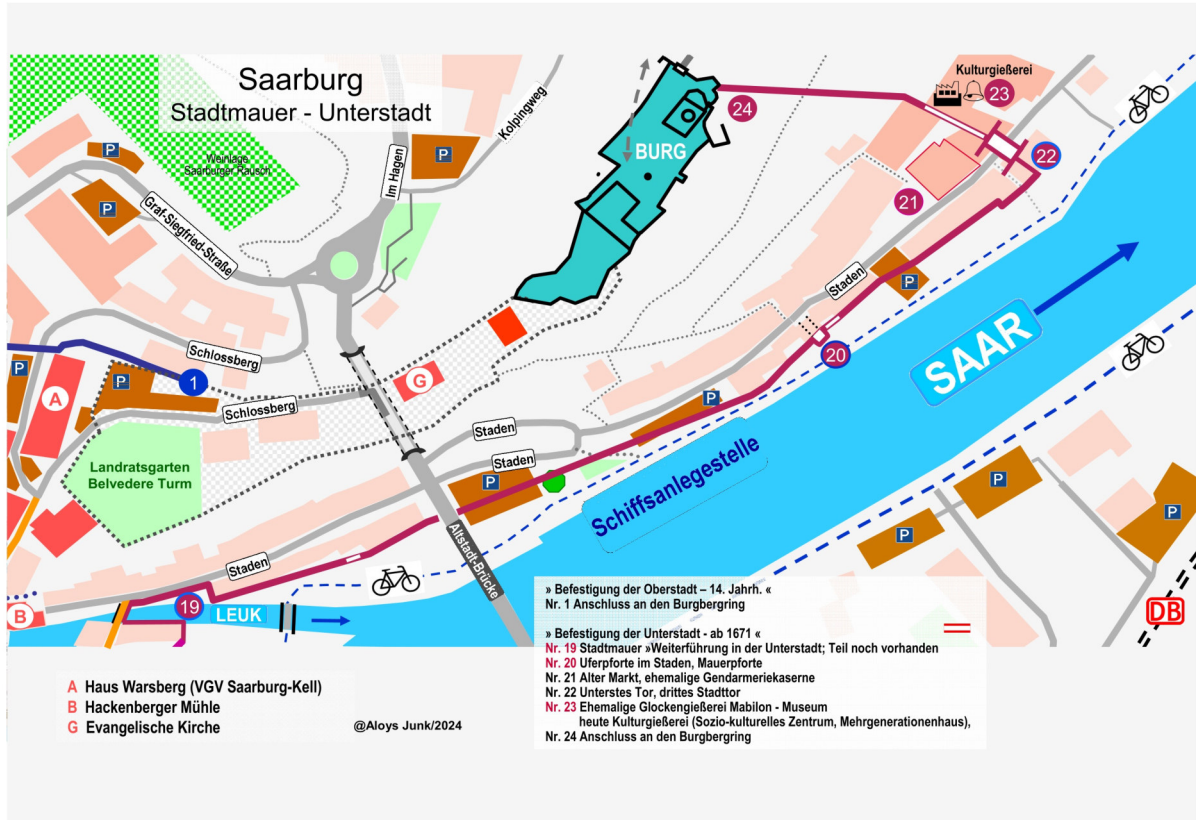 Saarburg
Stadtmauer - Unterstadt
Weinlage
Saarburger Rausch
P
P
P
Im Hagen
Kolpingweg
Graf-Siegfried-Straße
BURG
24
Kulturgießerei
23
22
21
Staden
P
20
SAAR
Schlossberg
Schlossberg
1
P
P
A
G
Landratsgarten
Belvedere Turm
Staden
Staden
P
P
Schiffsanlegestelle
Altstadt-Brücke
Staden
19
LEUK
B
P
P
P
DB
» Befestigung der Oberstadt – 14. Jahrh. «
Nr. 1 Anschluss an den Burgbergring
» Befestigung der Unterstadt - ab 1671 «
Nr. 19 Stadtmauer »Weiterführung in der Unterstadt; Teil noch vorhanden
Nr. 20 Uferpforte im Staden, Mauerpforte
Nr. 21 Alter Markt, ehemalige Gendarmeriekaserne
Nr. 22 Unterstes Tor, drittes Stadttor
Nr. 23 Ehemalige Glockengießerei Mabilon - Museum
heute Kulturgießerei (Sozio-kulturelles Zentrum, Mehrgenerationenhaus),
Nr. 24 Anschluss an den Burgbergring
A Haus Warsberg (VGV Saarburg-Kell)
B Hackenberger Mühle
G Evangelische Kirche
@Aloys Junk/2024